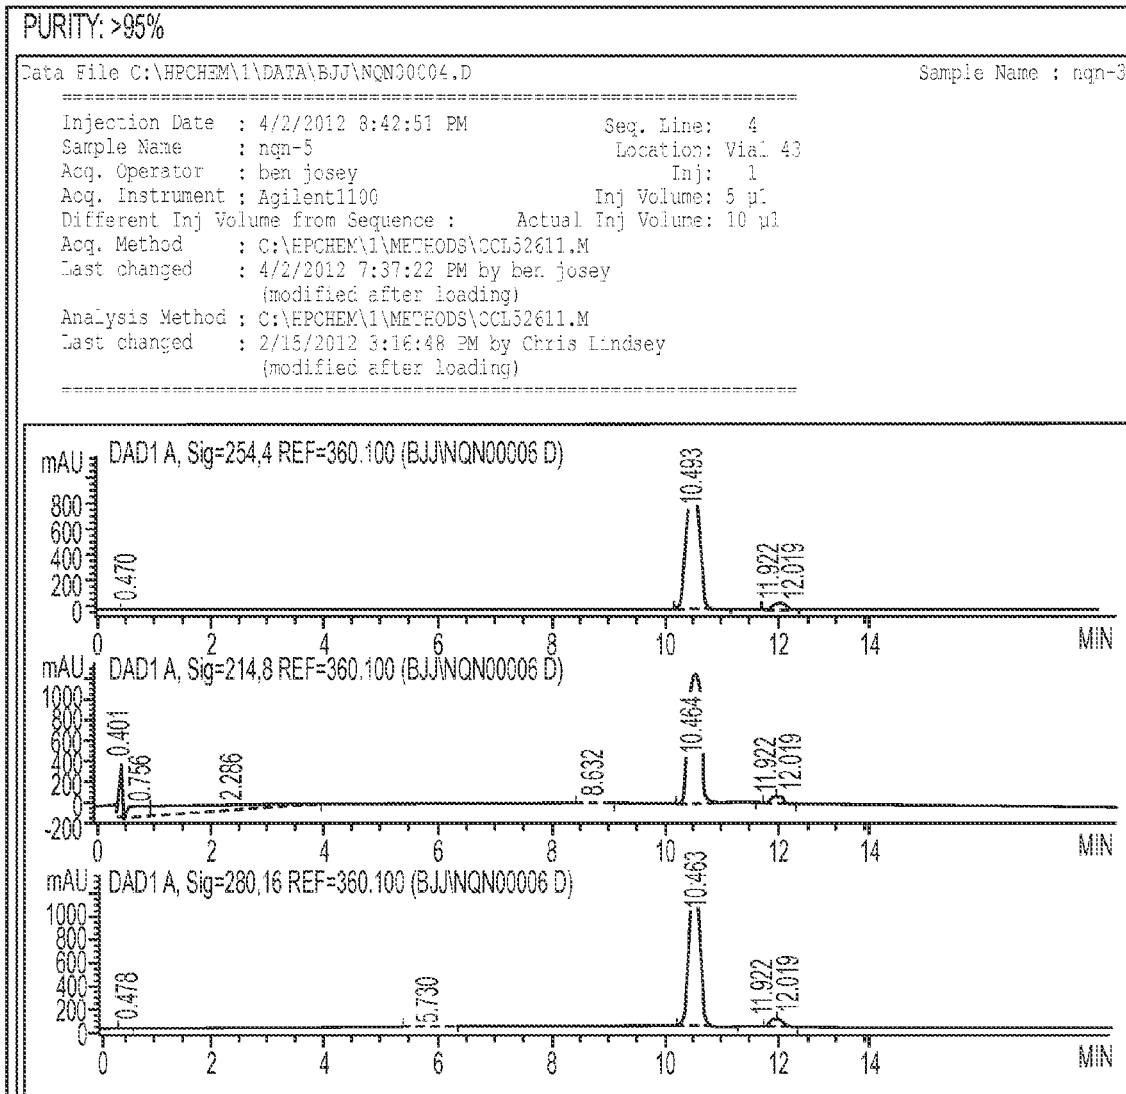 PURITY: >95%
Data File C:\HPCHEM\1\DATA\BJJ\NQN00004.D Sample Name : nqn-3
Injection Date : 4/2/2012 8:42:51 PM Seq. Line: 4
Sample Name : nqn-5 Location: Vial 43
Acq. Operator : ben josey Inj: 1
Acq. Instrument : Agilent1100 Inj Volume: 5 µl
Different Inj Volume from Sequence : Actual Inj Volume: 10 µl
Acq. Method : C:\HPCHEM\1\METHODS\CCL52611.M
Last changed : 4/2/2012 7:37:22 PM by ben josey
(modified after loading)
Analysis Method : C:\HPCHEM\1\METHODS\CCL52611.M
Last changed : 2/15/2012 3:16:48 PM by Chris Lindsey
(modified after loading)
mAU DAD1 A, Sig=254,4 REF=360.100 (BJJ\NQN00006 D)
800
600
400
200
0
0.470
10.493
11.922
12.019
0 2 4 6 8 10 12 14 MIN
mAU DAD1 A, Sig=214,8 REF=360.100 (BJJ\NQN00006 D)
1000
800
600
400
200
0
-200
0.401
0.756
2.286
8.632
10.464
11.922
12.019
0 2 4 6 8 10 12 14 MIN
mAU DAD1 A, Sig=280,16 REF=360.100 (BJJ\NQN00006 D)
1000
800
600
400
200
0
0.478
5.730
10.463
11.922
12.019
0 2 4 6 8 10 12 14 MIN